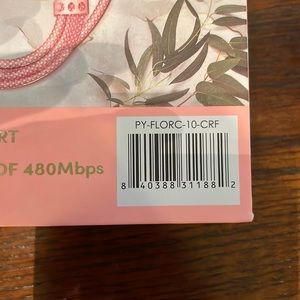 PY-FLORC-10-CRF
RT
OF 480Mbps
8 40388 31188 2